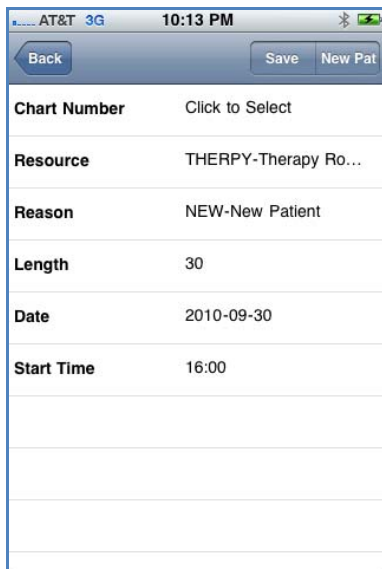 AT&T 3G 10:13 PM
Back Save New Pat
Chart Number Click to Select
Resource THERPY-Therapy Ro...
Reason NEW-New Patient
Length 30
Date 2010-09-30
Start Time 16:00